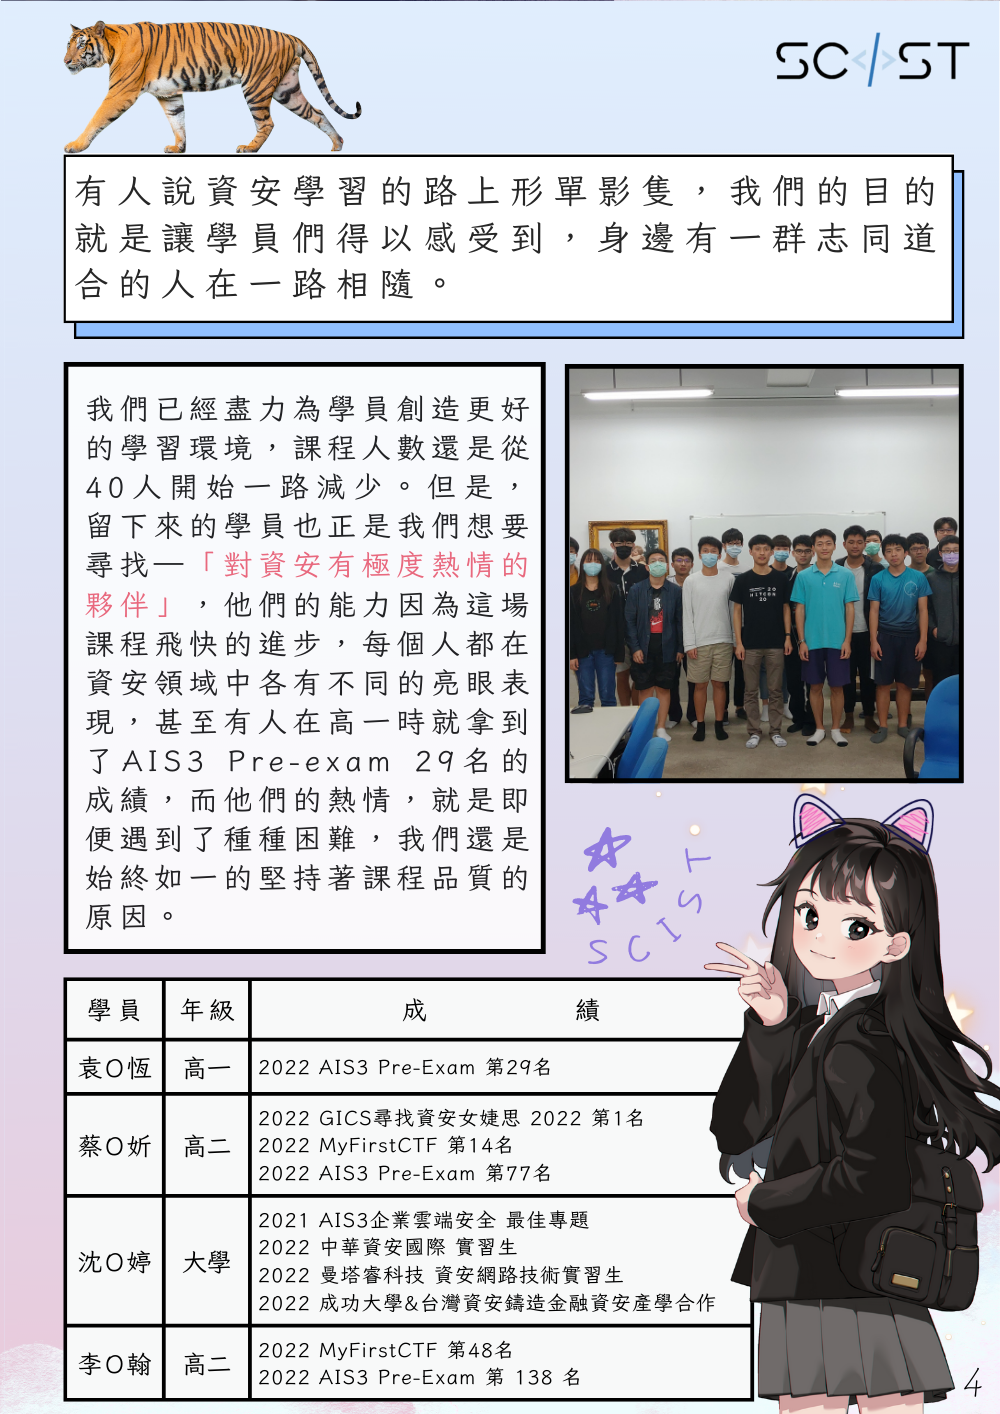 SC</>ST
有人說資安學習的路上形單影隻，我們的目的
就是讓學員們得以感受到，身邊有一群志同道
合的人在一路相隨。
我們已經盡力為學員創造更好
的學習環境，課程人數還是從
40人開始一路減少。但是，
留下來的學員也正是我們想要
尋找—「對資安有極度熱情的
夥伴」，他們的能力因為這場
課程飛快的進步，每個人都在
資安領域中各有不同的亮眼表
現，甚至有人在高一時就拿到
了AIS3 Pre-exam 29名的
成績，而他們的熱情，就是即
便遇到了種種困難，我們還是
始終如一的堅持著課程品質的
原因。
20
HITCON
20
SCIST
學員 年級 成績
袁O恆 高一 2022 AIS3 Pre-Exam 第29名
蔡O妡 高二 2022 GICS尋找資安女婕思 2022 第1名
2022 MyFirstCTF 第14名
2022 AIS3 Pre-Exam 第77名
沈O婷 大學 2021 AIS3企業雲端安全 最佳專題
2022 中華資安國際 實習生
2022 曼塔睿科技 資安網路技術實習生
2022 成功大學&台灣資安鑄造金融資安產學合作
李O翰 高二 2022 MyFirstCTF 第48名
2022 AIS3 Pre-Exam 第 138 名
4